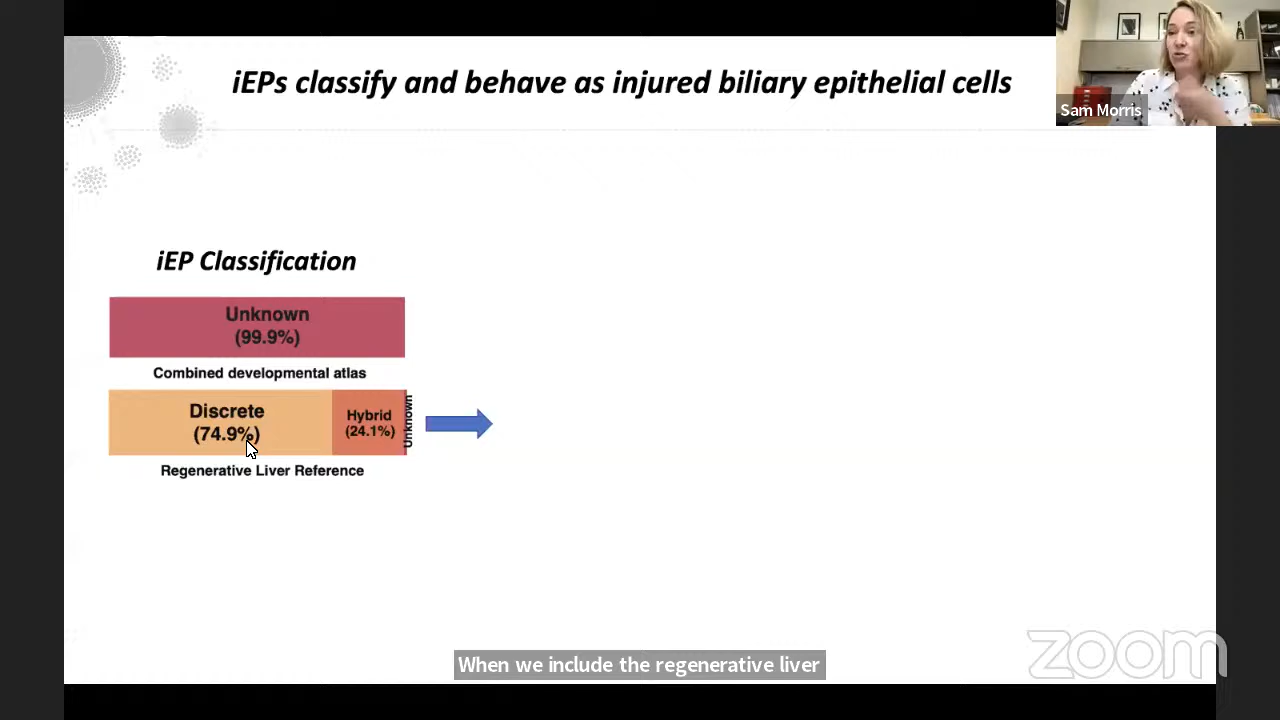 iEPs classify and behave as injured biliary epithelial cells
Sam Morris
iEP Classification
Unknown
(99.9%)
Combined developmental atlas
Discrete
(74.9%)
Hybrid
(24.1%)
Unknown
Regenerative Liver Reference
When we include the regenerative liver
zoom